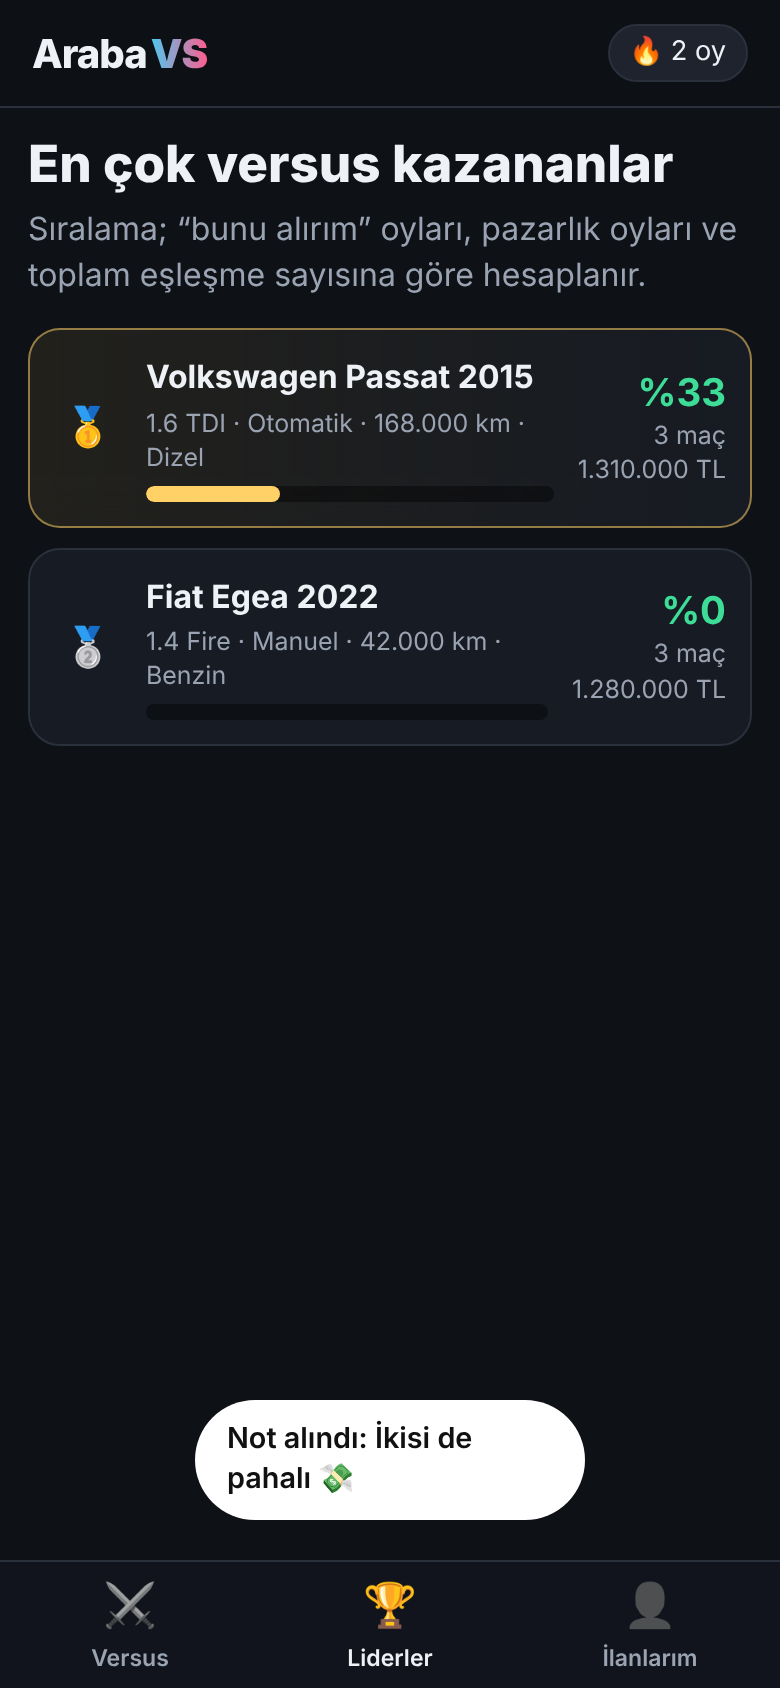 ArabaVS
🔥 2 oy
En çok versus kazananlar
Sıralama; “bunu alırım” oyları, pazarlık oyları ve
toplam eşleşme sayısına göre hesaplanır.
Volkswagen Passat 2015
1.6 TDI · Otomatik · 168.000 km ·
Dizel
%33
3 maç
1.310.000 TL
Fiat Egea 2022
1.4 Fire · Manuel · 42.000 km ·
Benzin
%0
3 maç
1.280.000 TL
Not alındı: İkisi de
pahalı 💸
Versus
Liderler
İlanlarım